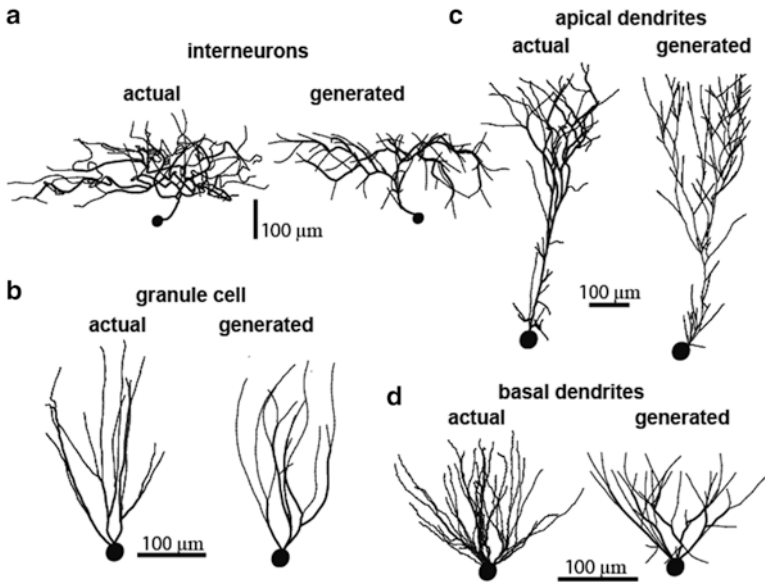 a
interneurons
actual generated
100 μm
b
granule cell
actual generated
100 μm
c
apical dendrites
actual generated
100 μm
d
basal dendrites
actual generated
100 μm